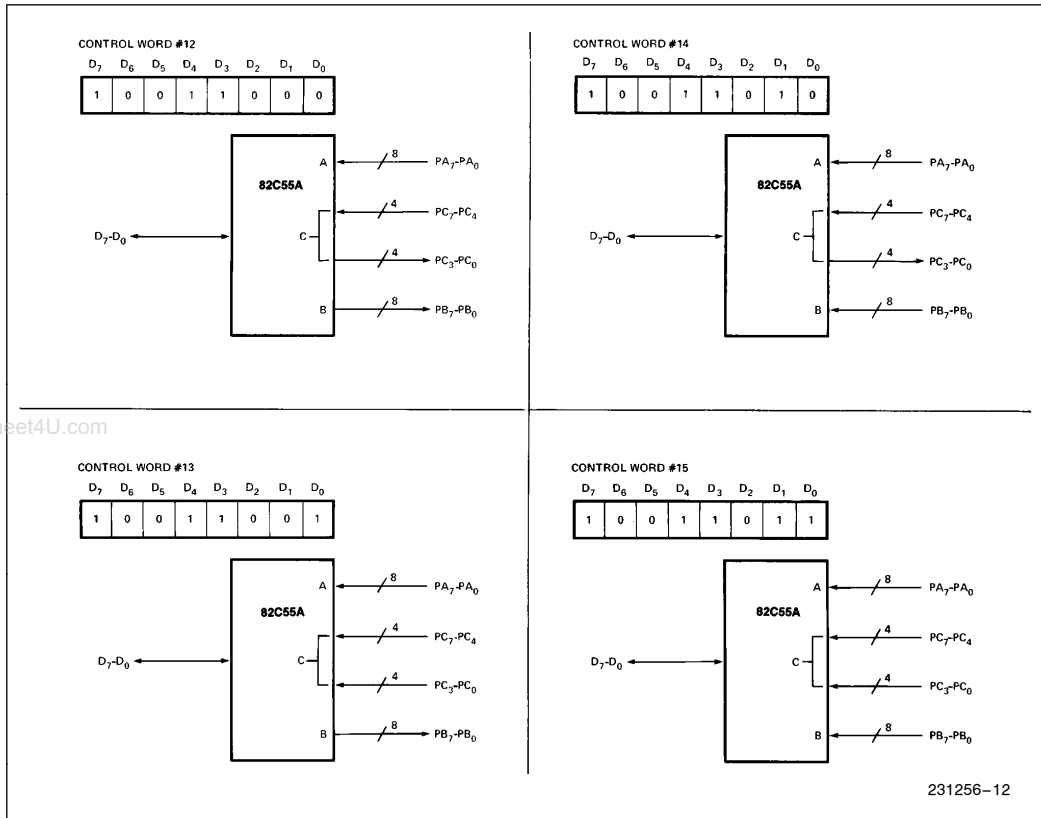 CONTROL WORD #12
D7 D6 D5 D4 D3 D2 D1 D0
1 0 0 1 1 0 0 0
82C55A
A
8
PA7-PA0
4
PC7-PC4
D7-D0
C
4
PC3-PC0
B
8
PB7-PB0
CONTROL WORD #14
D7 D6 D5 D4 D3 D2 D1 D0
1 0 0 1 1 0 1 0
82C55A
A
8
PA7-PA0
4
PC7-PC4
D7-D0
C
4
PC3-PC0
B
8
PB7-PB0
eet4U.com
CONTROL WORD #13
D7 D6 D5 D4 D3 D2 D1 D0
1 0 0 1 1 0 0 1
82C55A
A
8
PA7-PA0
4
PC7-PC4
D7-D0
C
4
PC3-PC0
B
8
PB7-PB0
CONTROL WORD #15
D7 D6 D5 D4 D3 D2 D1 D0
1 0 0 1 1 0 1 1
82C55A
A
8
PA7-PA0
4
PC7-PC4
D7-D0
C
4
PC3-PC0
B
8
PB7-PB0
231256–12